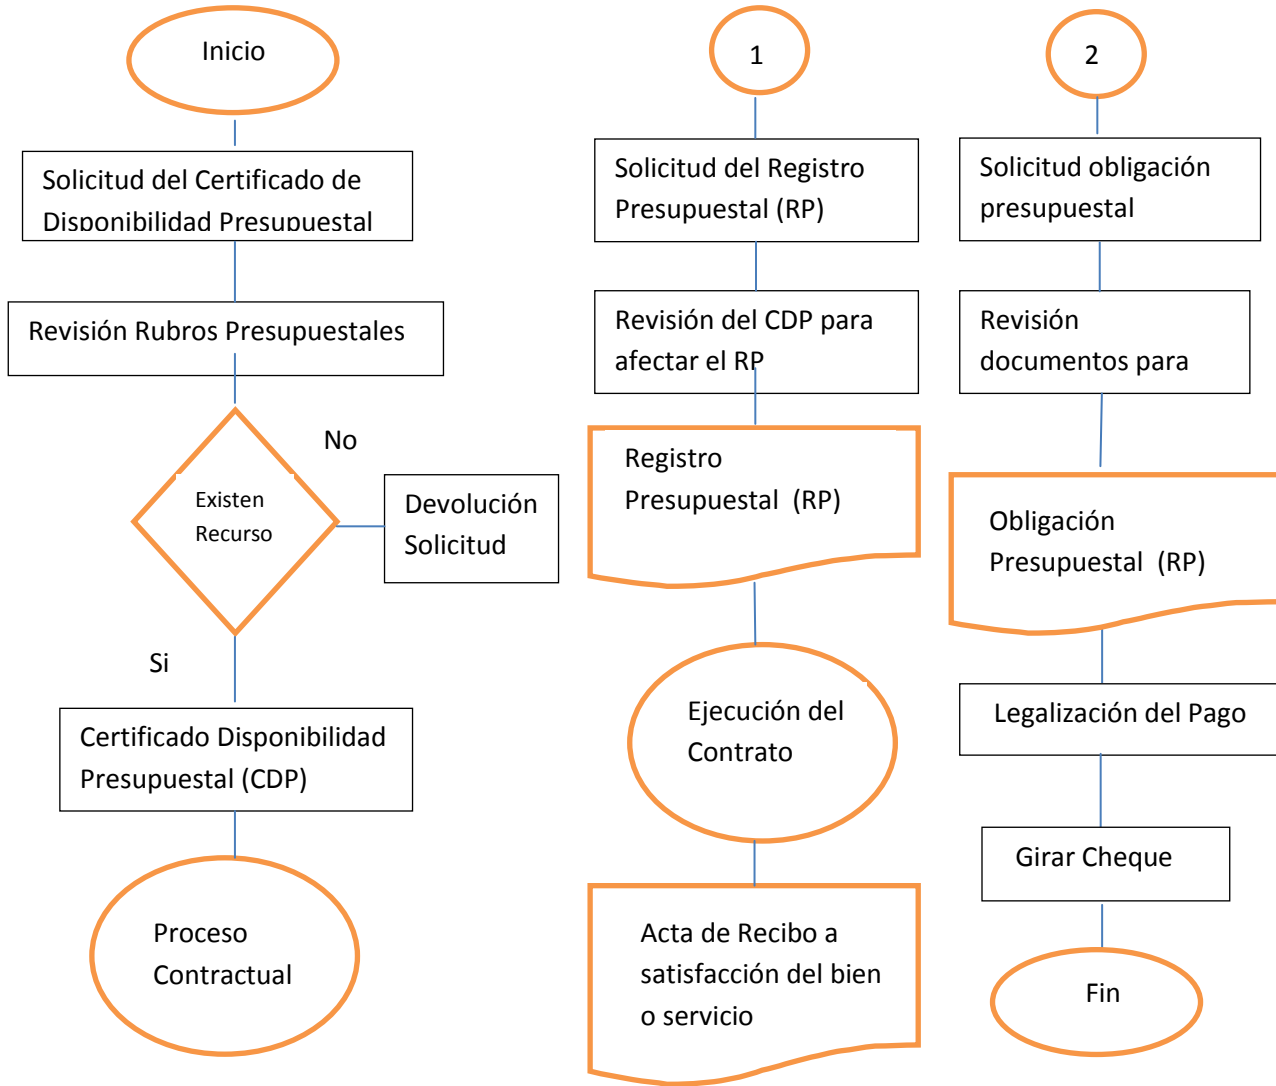 Inicio
Solicitud del Certificado de
Disponibilidad Presupuestal
Revisión Rubros Presupuestales
No
Existen
Recurso
Devolución
Solicitud
Si
Certificado Disponibilidad
Presupuestal (CDP)
Proceso
Contractual
1
Solicitud del Registro
Presupuestal (RP)
Revisión del CDP para
afectar el RP
Registro
Presupuestal (RP)
Ejecución del
Contrato
Acta de Recibo a
satisfacción del bien
o servicio
2
Solicitud obligación
presupuestal
Revisión
documentos para
Obligación
Presupuestal (RP)
Legalización del Pago
Girar Cheque
Fin